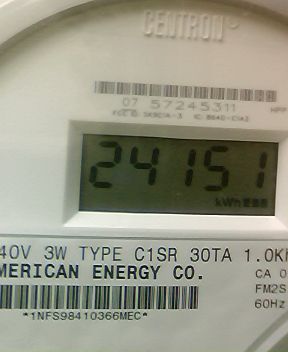 CENTRON
07 57245311
24151
kWh
40V 3W TYPE C1SR 30TA 1.0K
MERICAN ENERGY CO.
CA 0
FM2S
60Hz
*1NFS98410366MEC*